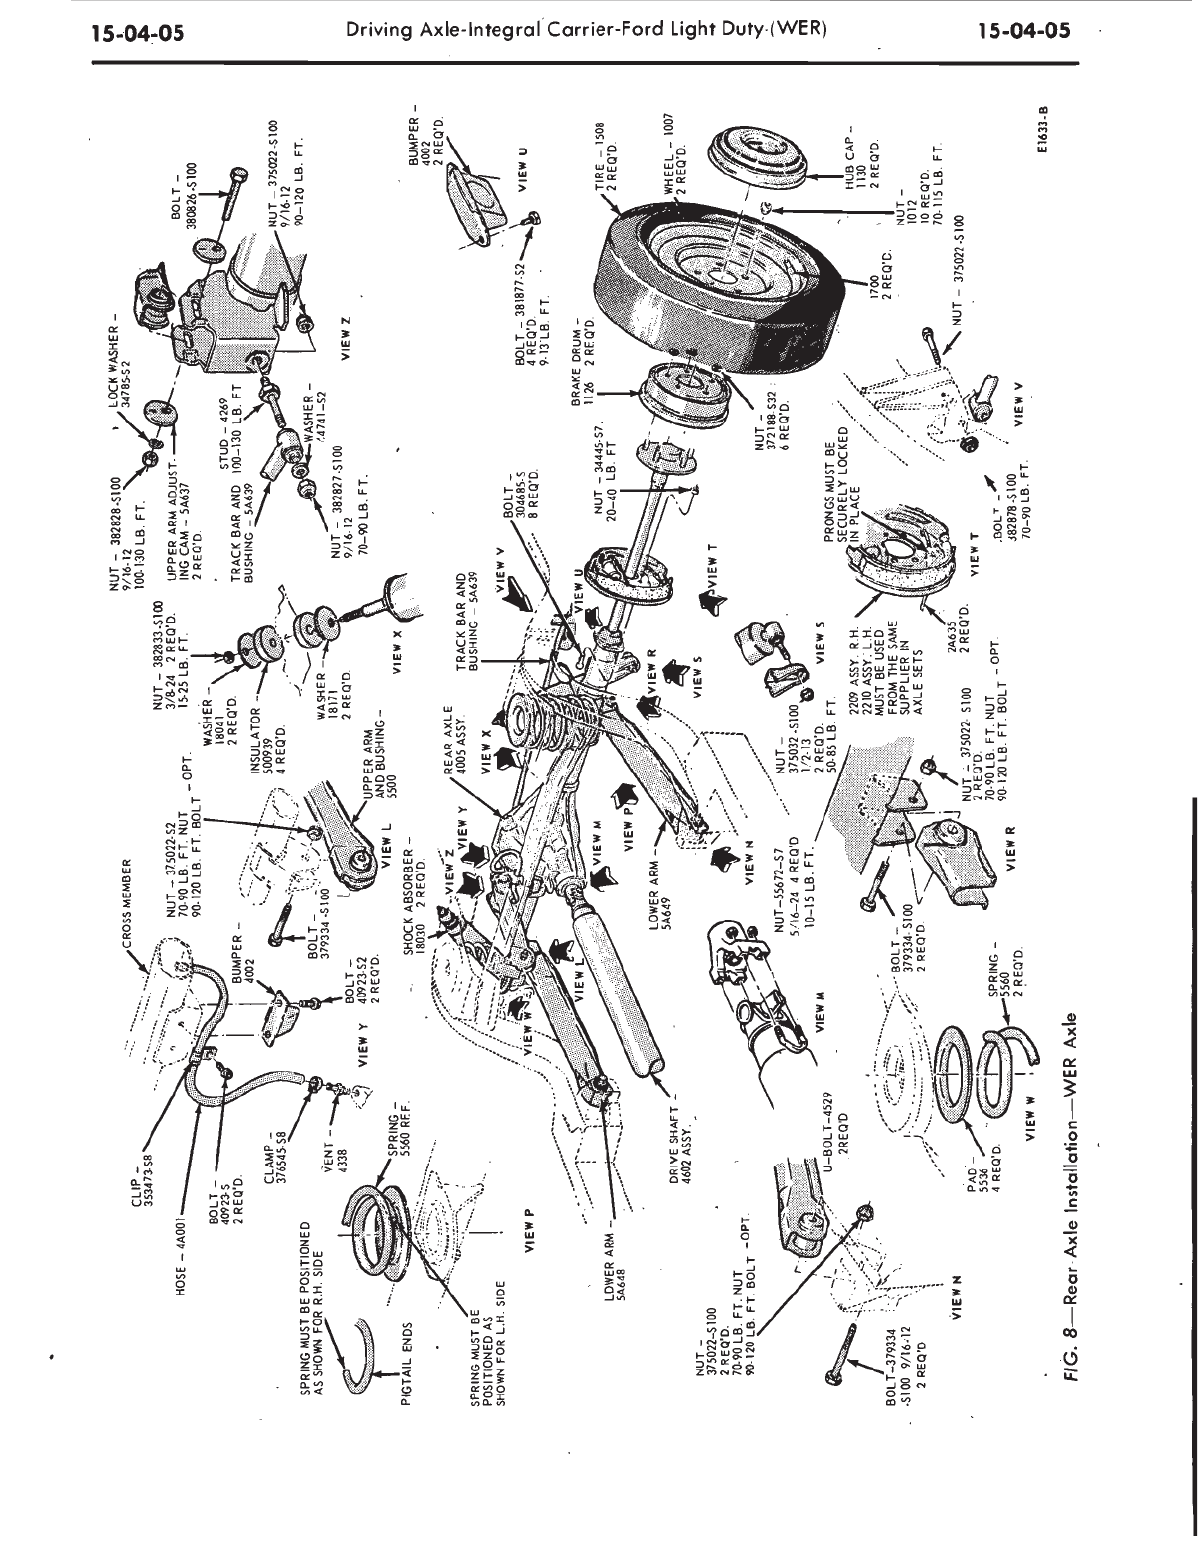 15-04-05
Driving Axle-Integral Carrier-Ford Light Duty (WER)
15-04-05
CLIP -
353473-S8
HOSE - 4A001
BOLT -
40923-S
2 REQ'D.
CLAMP -
376545-S8
VENT -
4338
CROSS MEMBER
BUMPER -
4002
BOLT -
40923-S2
2 REQ'D.
VIEW Y
NUT - 375022-S2
70-90 LB. FT. NUT
90-120 LB. FT. BOLT - OPT.
BOLT -
379334-S100
UPPER ARM
AND BUSHING -
5500
VIEW L
NUT - 382833-S100
3/8-24 2 REQ'D.
15-25 LB. FT.
WASHER -
18041
2 REQ'D.
INSULATOR -
500939
4 REQ'D.
WASHER -
18171
2 REQ'D.
VIEW X
NUT - 382828-S100
9/16-12
100-130 LB. FT.
LOCK WASHER -
34785-S2
UPPER ARM ADJUST-
ING CAM - 5A637
2 REQ'D.
TRACK BAR AND
BUSHING - 5A639
STUD - 4269
100-130 LB. FT
WASHER -
44741-S2
NUT - 382827-S100
9/16-12
70-90 LB. FT.
BOLT -
380826-S100
NUT - 375022-S100
9/16-12
90-120 LB. FT.
VIEW Z
SPRING MUST BE POSITIONED
AS SHOWN FOR R.H. SIDE
PIGTAIL ENDS
SPRING -
5560 REF.
SPRING MUST BE
POSITIONED AS
SHOWN FOR L.H. SIDE
VIEW P
SHOCK ABSORBER -
18030 2 REQ'D.
REAR AXLE
4005 ASSY.
TRACK BAR AND
BUSHING - 5A639
BOLT -
304685-S
8 REQ'D.
BUMPER -
4002
2 REQ'D.
BOLT - 381877-S2
4 REQ'D.
9-13 LB. FT.
VIEW U
VIEW Z
VIEW Y
VIEW X
VIEW V
VIEW U
VIEW W
VIEW L
VIEW M
VIEW P
VIEW R
VIEW S
VIEW T
VIEW N
LOWER ARM -
5A648
DRIVE SHAFT -
4602 ASSY.
LOWER ARM -
5A649
NUT - 34445-S7
20-40 LB. FT
BRAKE DRUM -
1126 2 REQ'D.
TIRE - 1508
2 REQ'D.
WHEEL - 1007
2 REQ'D.
NUT -
372188-S32
6 REQ'D.
HUB CAP -
1130
2 REQ'D.
NUT -
1012
10 REQ'D.
70-115 LB. FT.
1700
2 REQ'D.
NUT -
375022-S100
2 REQ'D.
70-90 LB. FT. NUT
90-120 LB. FT. BOLT - OPT.
BOLT-379334
-S100 9/16-12
2 REQ'D
VIEW N
U-BOLT-4529
2REQ'D
NUT-55672-S7
5/16-24 4 REQ'D
10-15 LB. FT.
VIEW M
NUT -
375032-S100
1/2-13
2 REQ'D.
50-85 LB. FT.
VIEW S
PRONGS MUST BE
SECURELY LOCKED
IN PLACE
2209 ASSY. R.H.
2210 ASSY. L.H.
MUST BE USED
FROM THE SAME
SUPPLIER IN
AXLE SETS
2A635
2 REQ'D.
VIEW T
NUT - 375022-S100
BOLT -
382878-S100
70-90 LB. FT.
VIEW V
PAD -
5536
4 REQ'D.
SPRING -
5560
2 REQ'D.
VIEW W
BOLT -
379334-S100
2 REQ'D.
NUT - 375022-S100
2 REQ'D.
70-90 LB. FT. NUT
90-120 LB. FT. BOLT - OPT.
VIEW R
E1633-B
FIG. 8—Rear Axle Installation—WER Axle